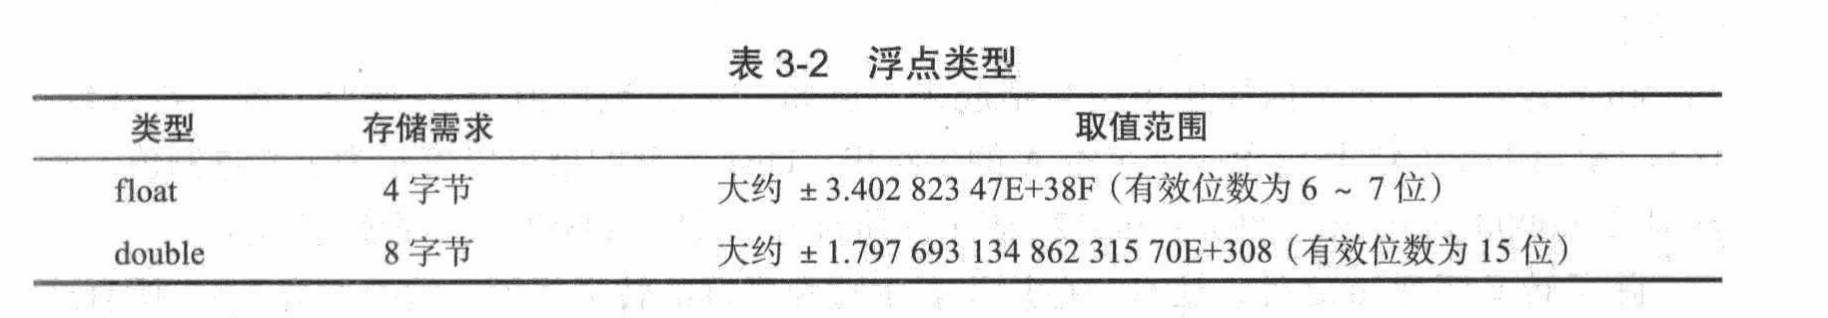 表 3-2 浮点类型
类型 存储需求 取值范围
float 4 字节 大约 ± 3.402 823 47E+38F（有效位数为 6 ~ 7 位）
double 8 字节 大约 ± 1.797 693 134 862 315 70E+308（有效位数为 15 位）